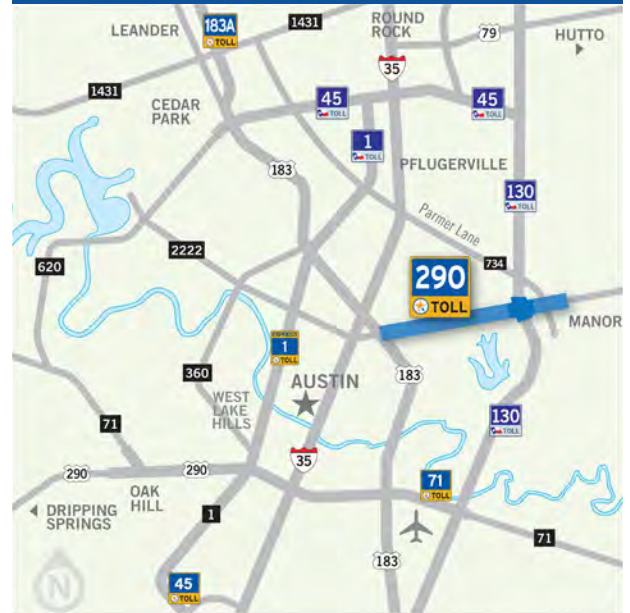 183A
TOLL
LEANDER
1431
ROUND
ROCK
79
HUTTO
35
1431
CEDAR
PARK
45
TOLL
45
TOLL
1
TOLL
183
PFLUGERVILLE
130
TOLL
Parmer Lane
2222
620
734
290
TOLL
MANOR
EXPRESS
1
TOLL
360
AUSTIN
183
WEST
LAKE
HILLS
130
TOLL
71
35
290
290
71
TOLL
OAK
HILL
DRIPPING
SPRINGS
1
71
183
45
TOLL
N